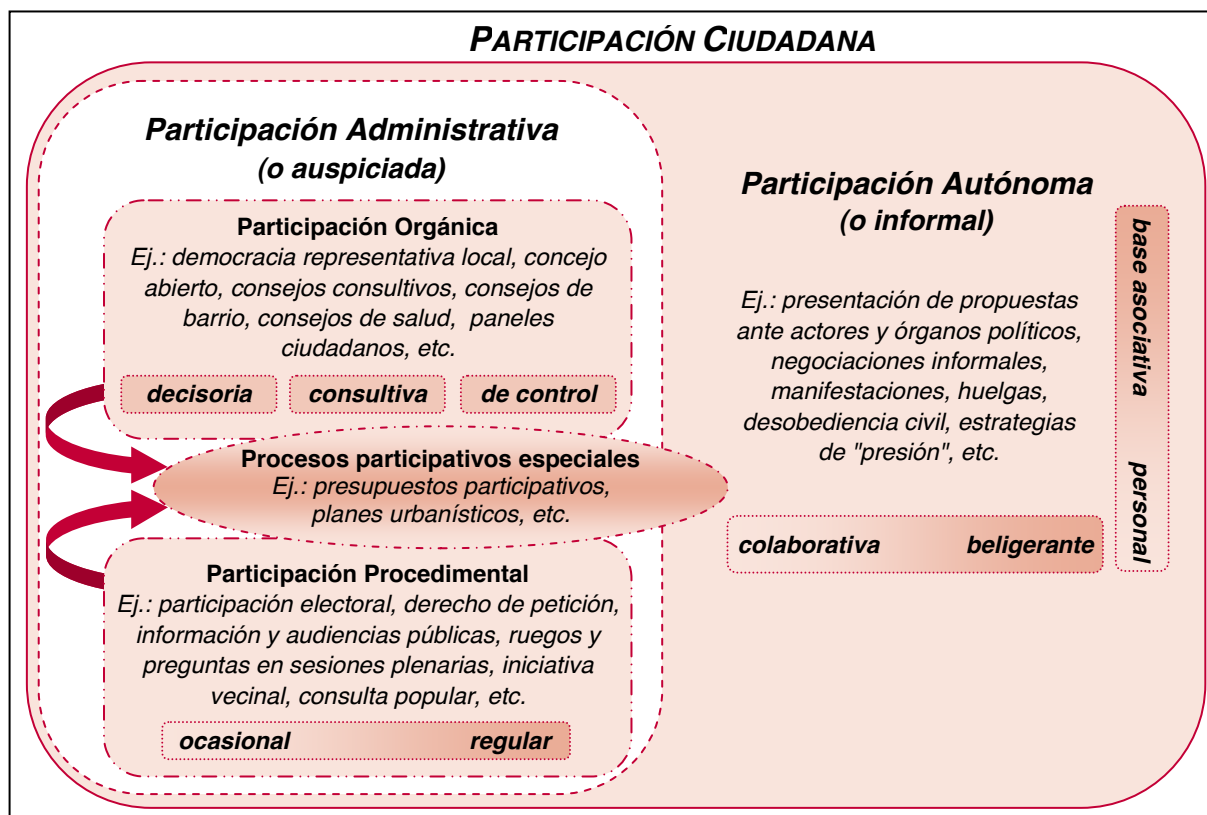 PARTICIPACIÓN CIUDADANA
Participación Administrativa
(o auspiciada)
Participación Orgánica
Ej.: democracia representativa local, concejo
abierto, consejos consultivos, consejos de
barrio, consejos de salud, paneles
ciudadanos, etc.
decisoria
consultiva
de control
Procesos participativos especiales
Ej.: presupuestos participativos,
planes urbanísticos, etc.
Participación Procedimental
Ej.: participación electoral, derecho de petición,
información y audiencias públicas, ruegos y
preguntas en sesiones plenarias, iniciativa
vecinal, consulta popular, etc.
ocasional
regular
Participación Autónoma
(o informal)
Ej.: presentación de propuestas
ante actores y órganos políticos,
negociaciones informales,
manifestaciones, huelgas,
desobediencia civil, estrategias
de "presión", etc.
colaborativa
beligerante
base asociativa
personal